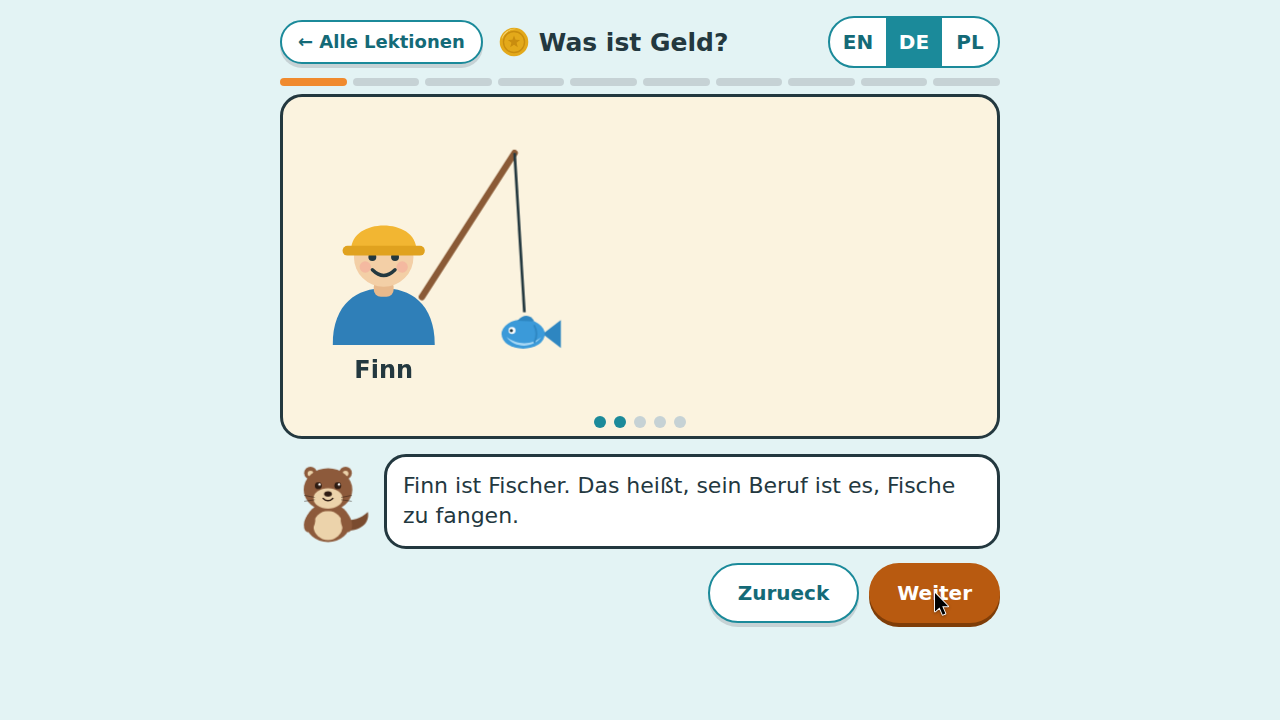 ← Alle Lektionen
Was ist Geld?
EN DE PL
Finn
Finn ist Fischer. Das heißt, sein Beruf ist es, Fische
zu fangen.
Zurueck
Weiter